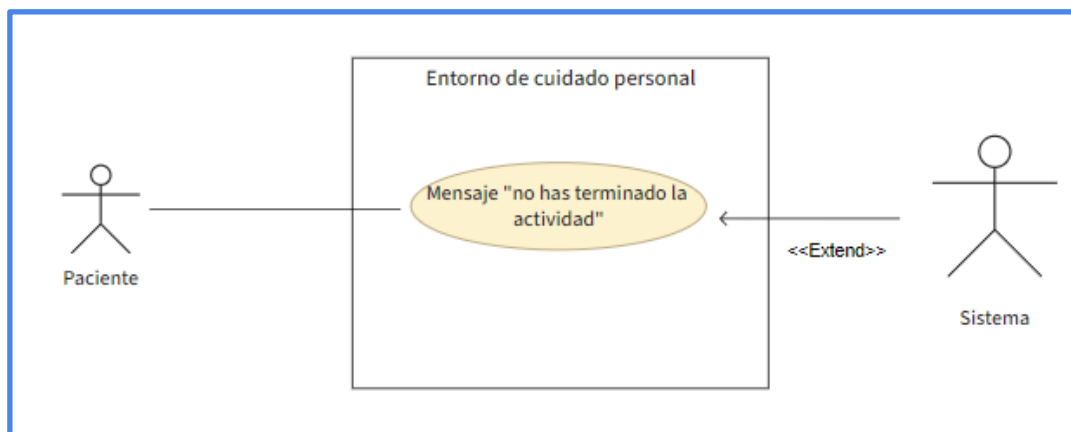 Entorno de cuidado personal
Mensaje "no has terminado la
actividad"
<<Extend>>
Paciente
Sistema